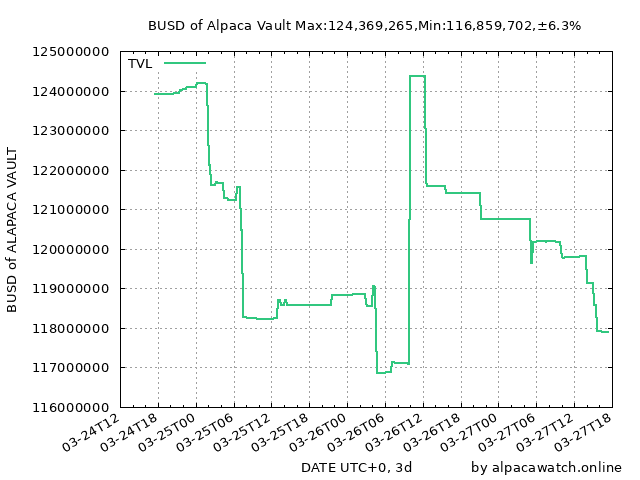 BUSD of Alpaca Vault Max:124,369,265,Min:116,859,702,±6.3%
TVL
125000000
124000000
123000000
122000000
121000000
120000000
119000000
118000000
117000000
116000000
BUSD of ALAPACA VAULT
03-24T12
03-24T18
03-25T00
03-25T06
03-25T12
03-25T18
03-26T00
03-26T06
03-26T12
03-26T18
03-27T00
03-27T06
03-27T12
03-27T18
DATE UTC+0, 3d
by alpacawatch.online